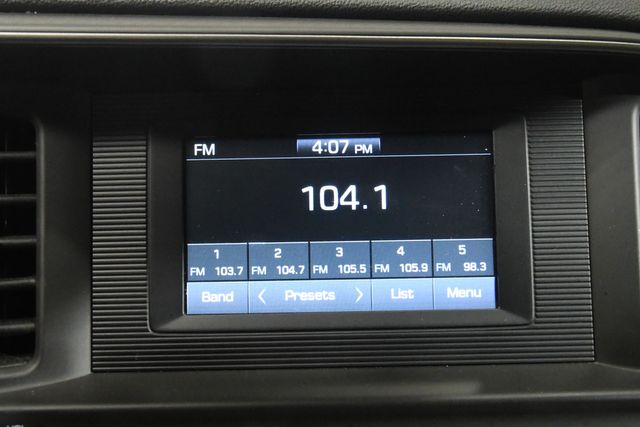 FM 4:07 PM
104.1
1 2 3 4 5
FM 103.7 FM 104.7 FM 105.5 FM 105.9 FM 98.3
Band < Presets > List Menu